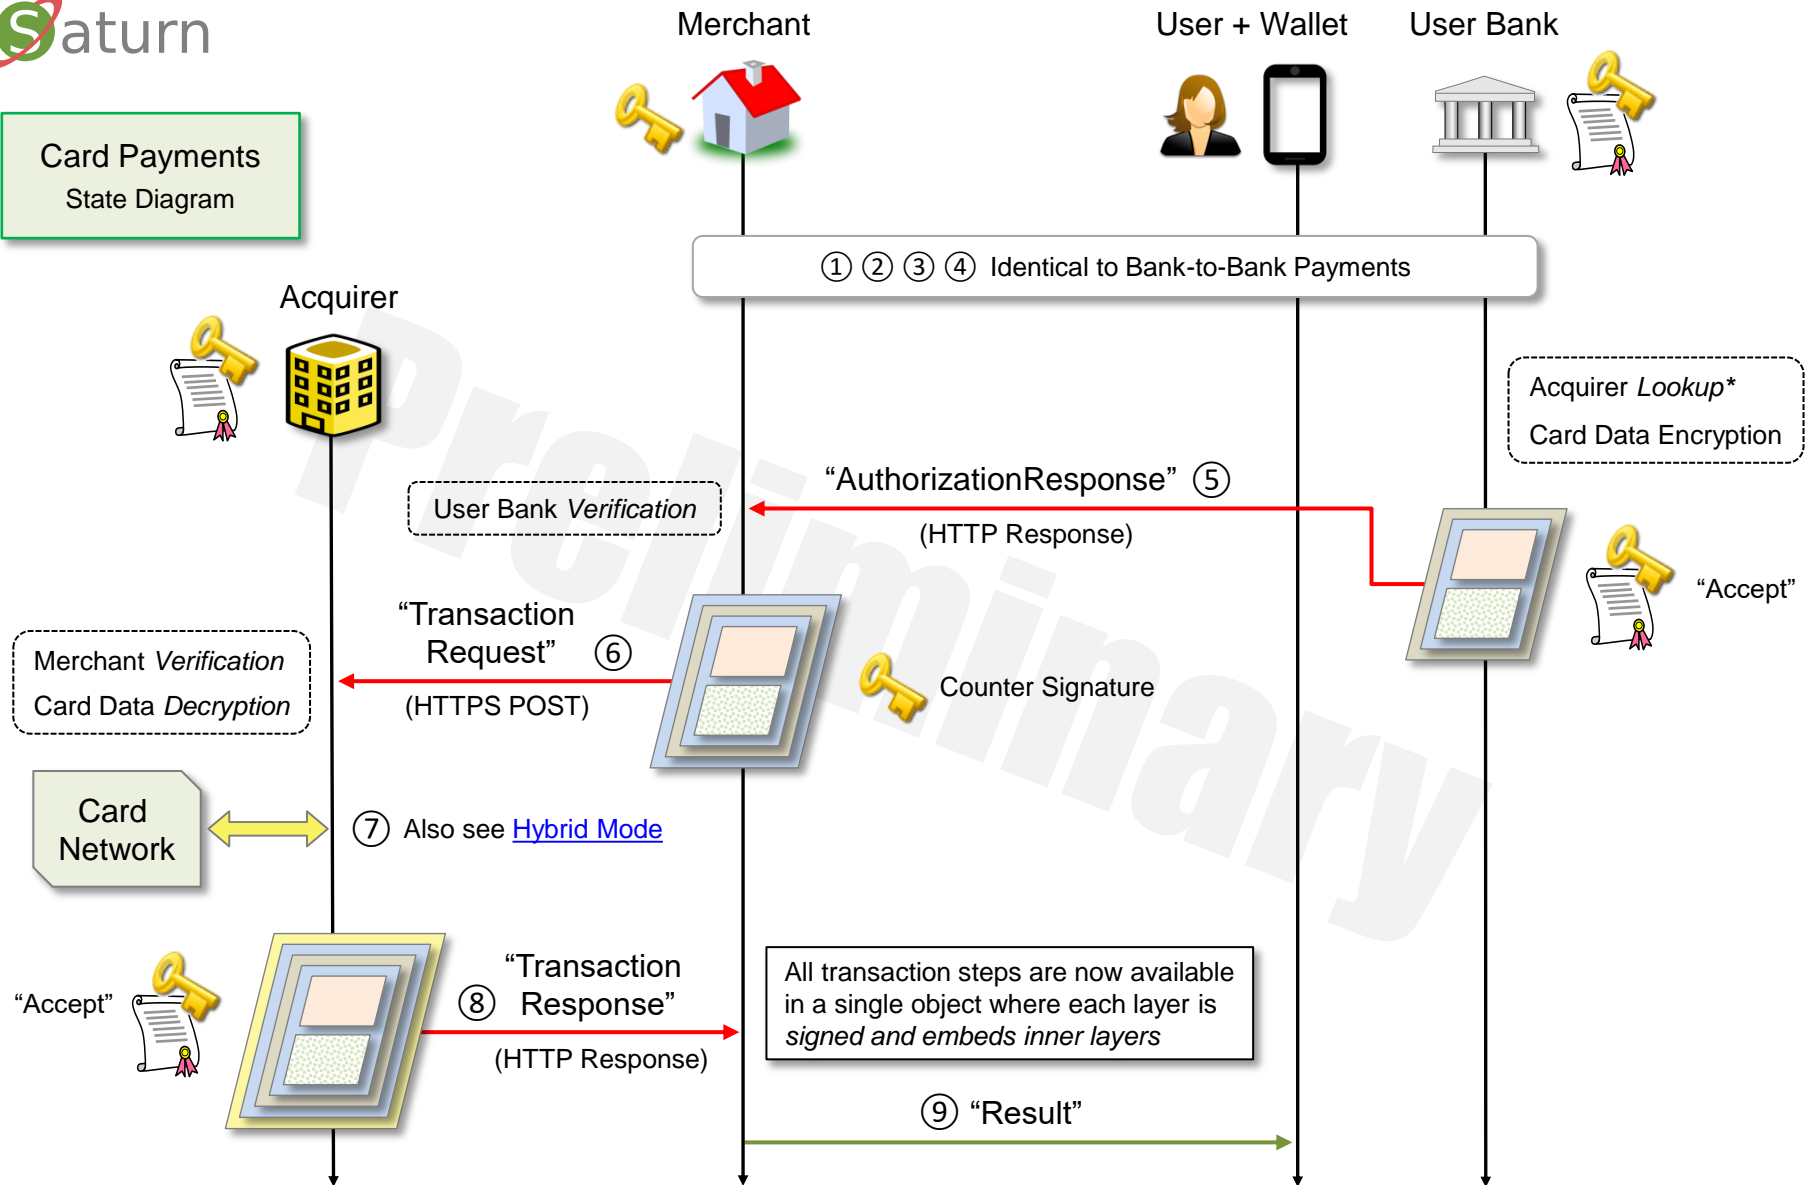 Saturn
Merchant
User + Wallet
User Bank
Card Payments
State Diagram
① ② ③ ④ Identical to Bank-to-Bank Payments
Acquirer
Acquirer Lookup*
Card Data Encryption
“AuthorizationResponse” ⑤
(HTTP Response)
User Bank Verification
“Accept”
“Transaction
Request” ⑥
(HTTPS POST)
Merchant Verification
Card Data Decryption
Counter Signature
Card
Network
⑦ Also see Hybrid Mode
“Accept”
“Transaction
⑧ Response”
(HTTP Response)
All transaction steps are now available
in a single object where each layer is
signed and embeds inner layers
⑨ “Result”
Preliminary